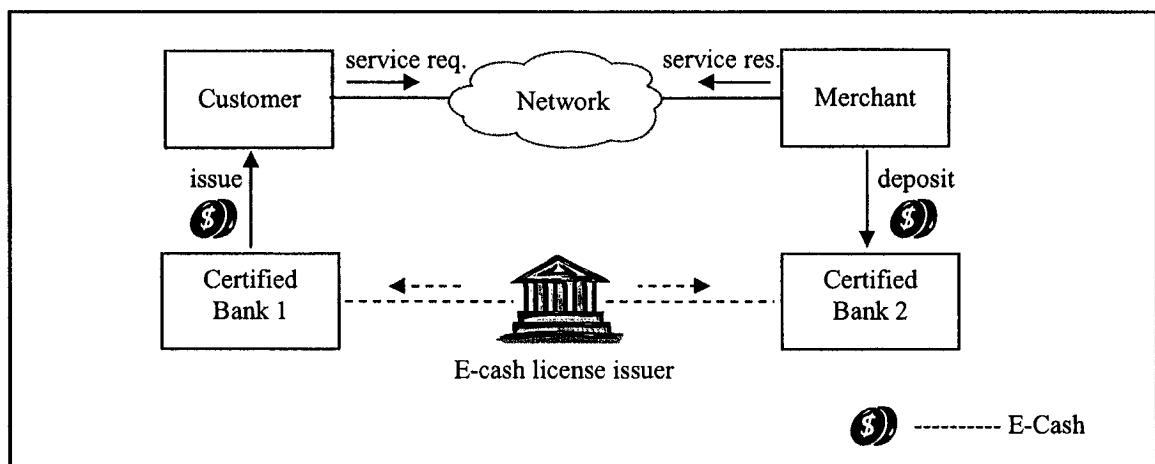 service req.
service res.
Customer
Network
Merchant
issue
deposit
$
$
Certified
Bank 1
Certified
Bank 2
E-cash license issuer
$
E-Cash